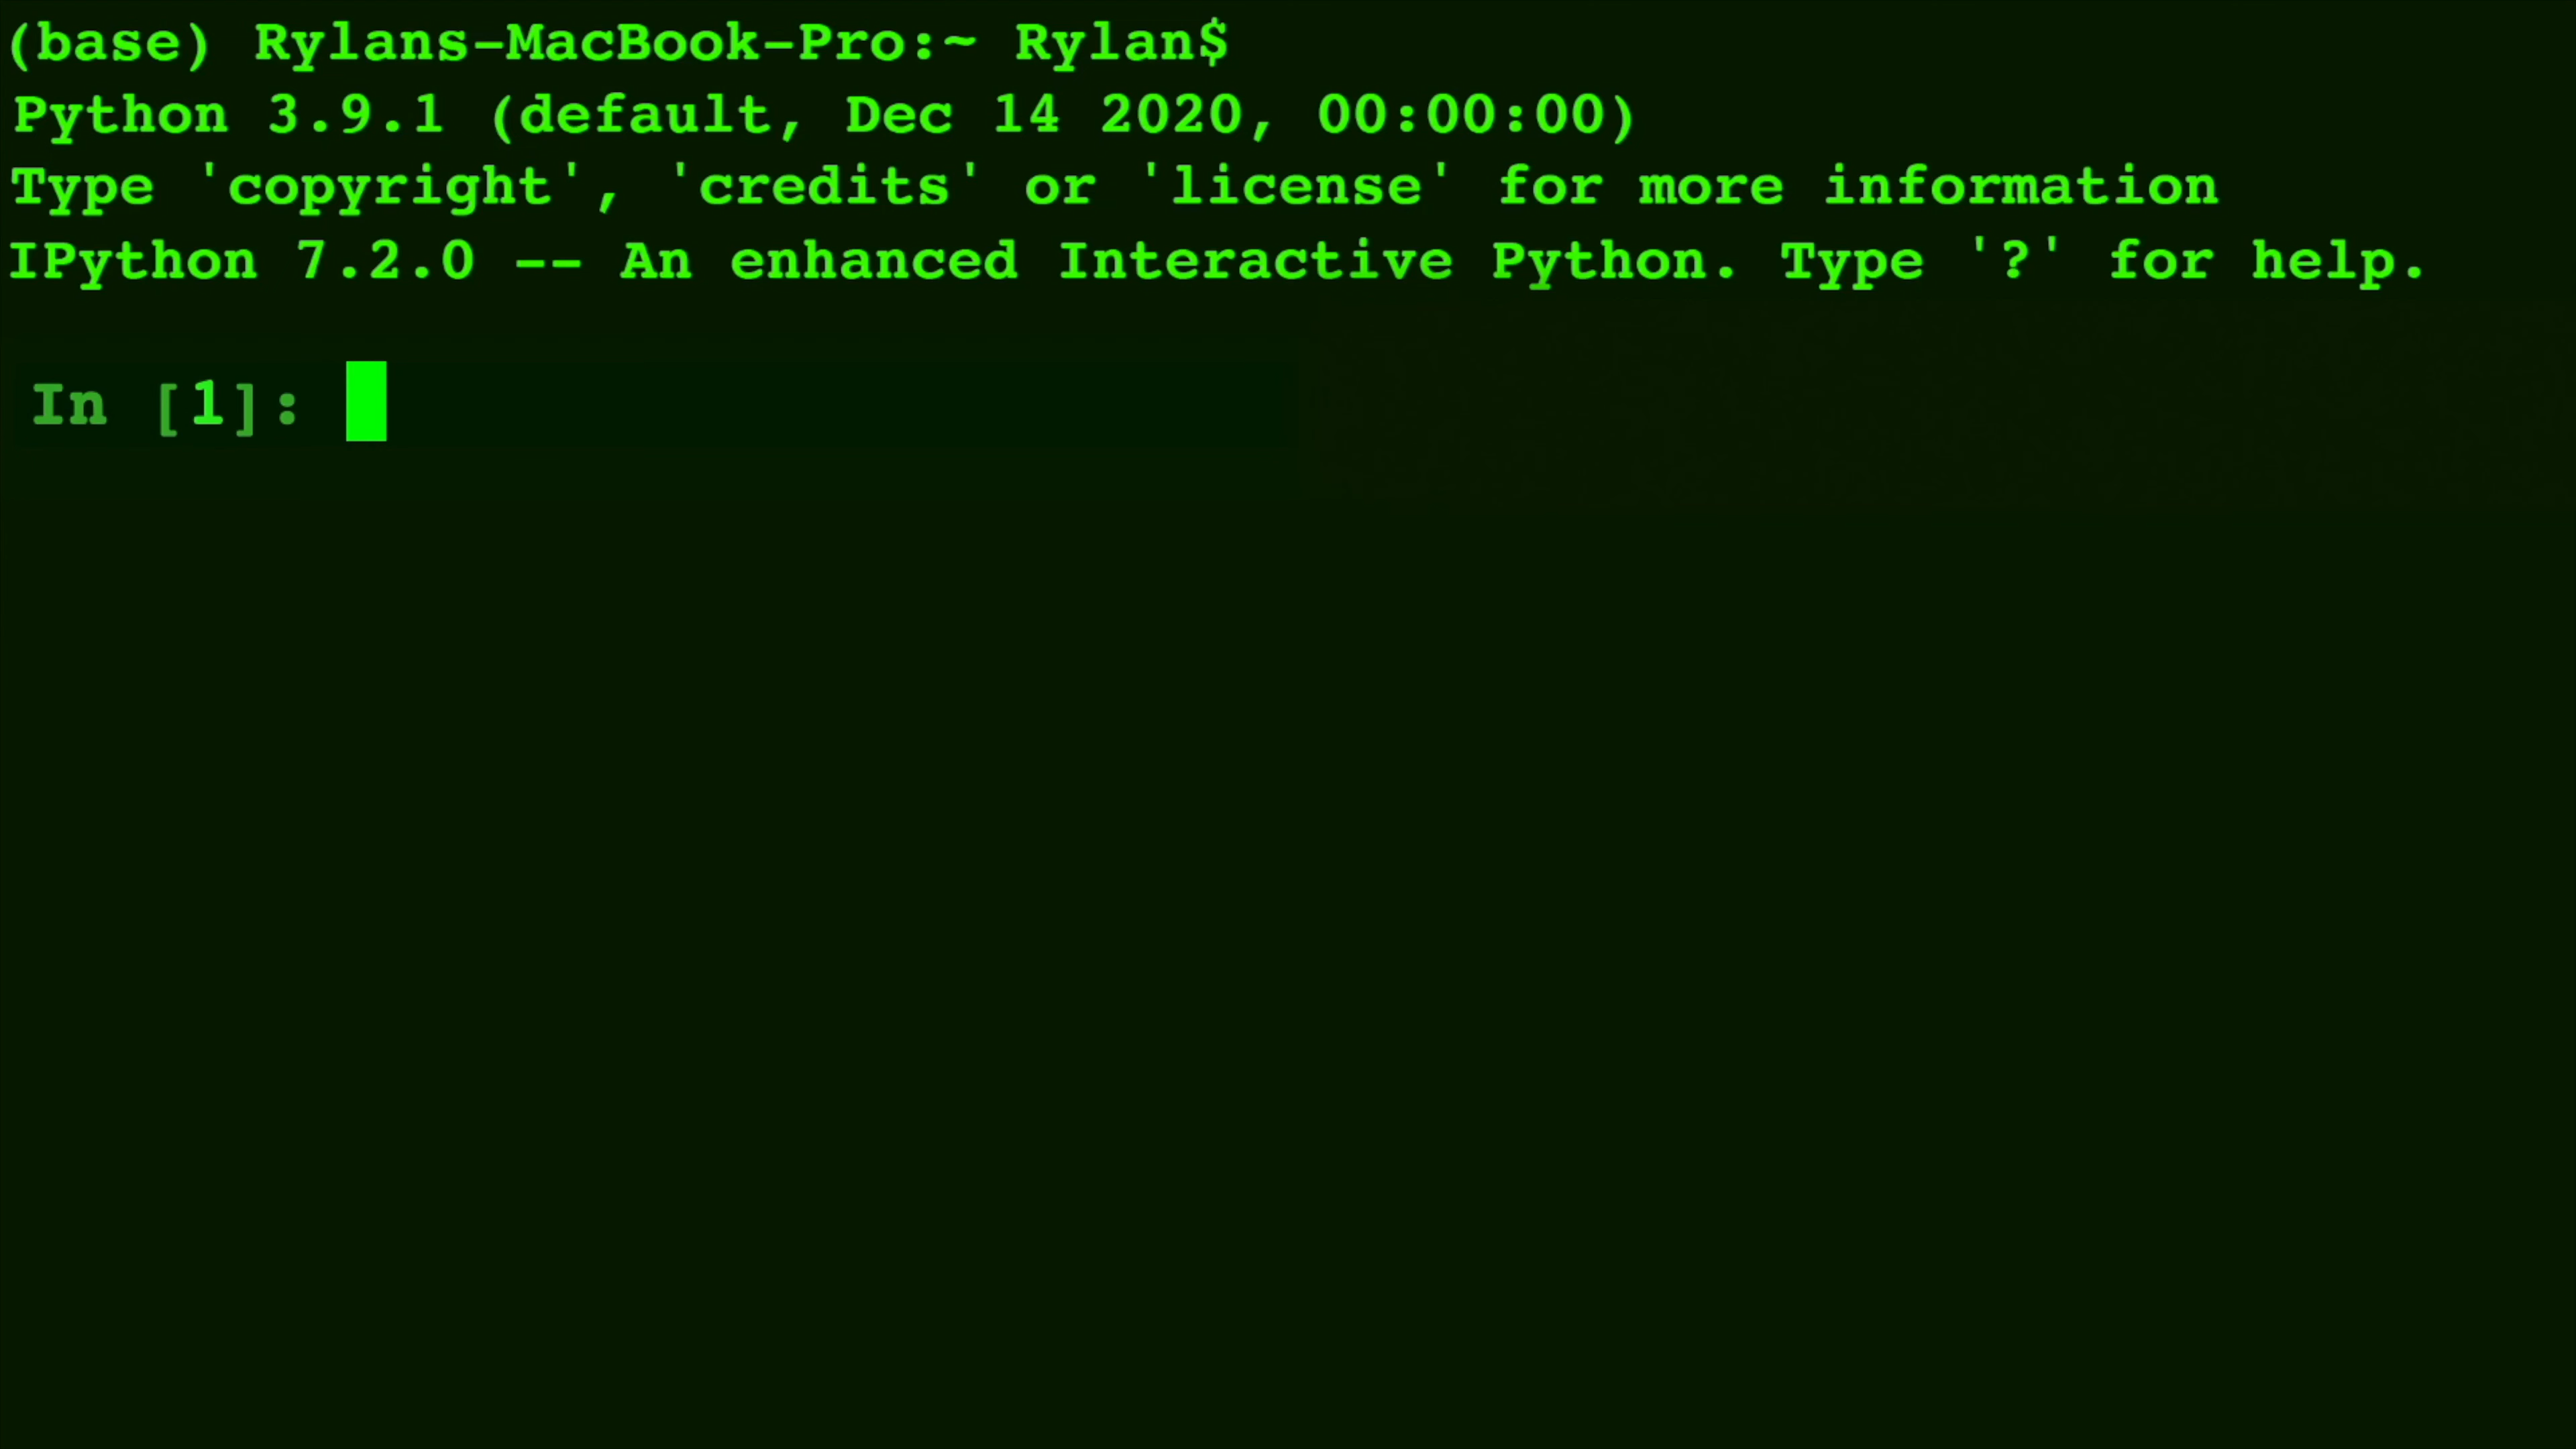 (base) Rylans-MacBook-Pro:~ Rylan$
Python 3.9.1 (default, Dec 14 2020, 00:00:00)
Type 'copyright', 'credits' or 'license' for more information
IPython 7.2.0 -- An enhanced Interactive Python. Type '?' for help.
In [1]: